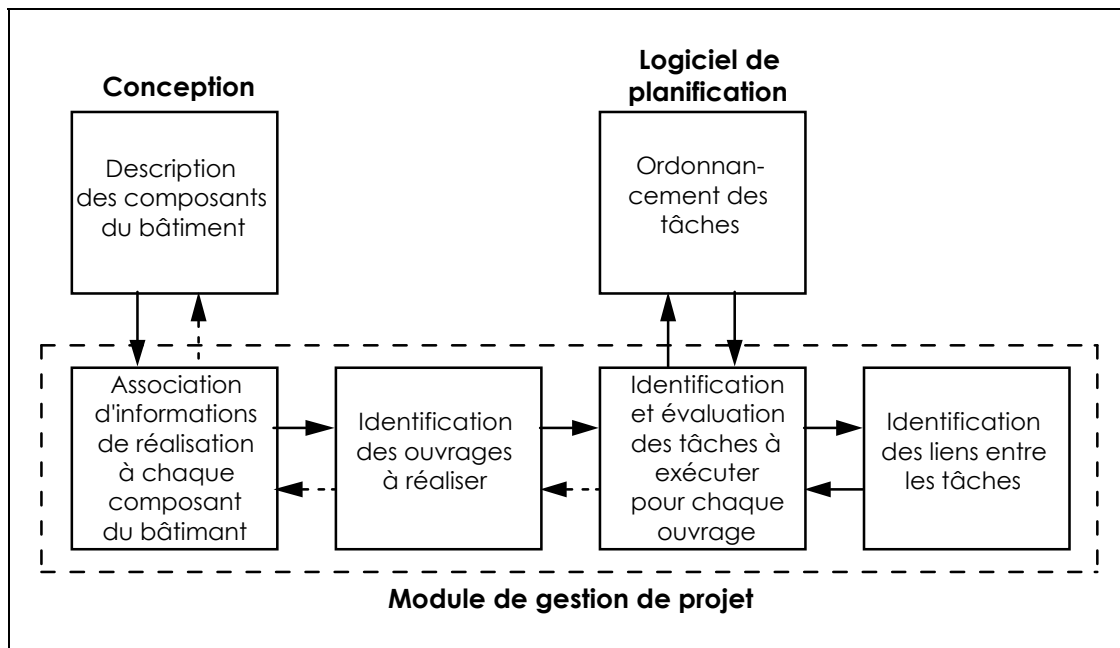 Conception
Description
des composants
du bâtiment
Logiciel de
planification
Ordonnan-
cement des
tâches
Association
d'informations
de réalisation
à chaque
composant
du bâtimant
Identification
des ouvrages
à réaliser
Identification
et évaluation
des tâches à
exécuter
pour chaque
ouvrage
Identification
des liens entre
les tâches
Module de gestion de projet